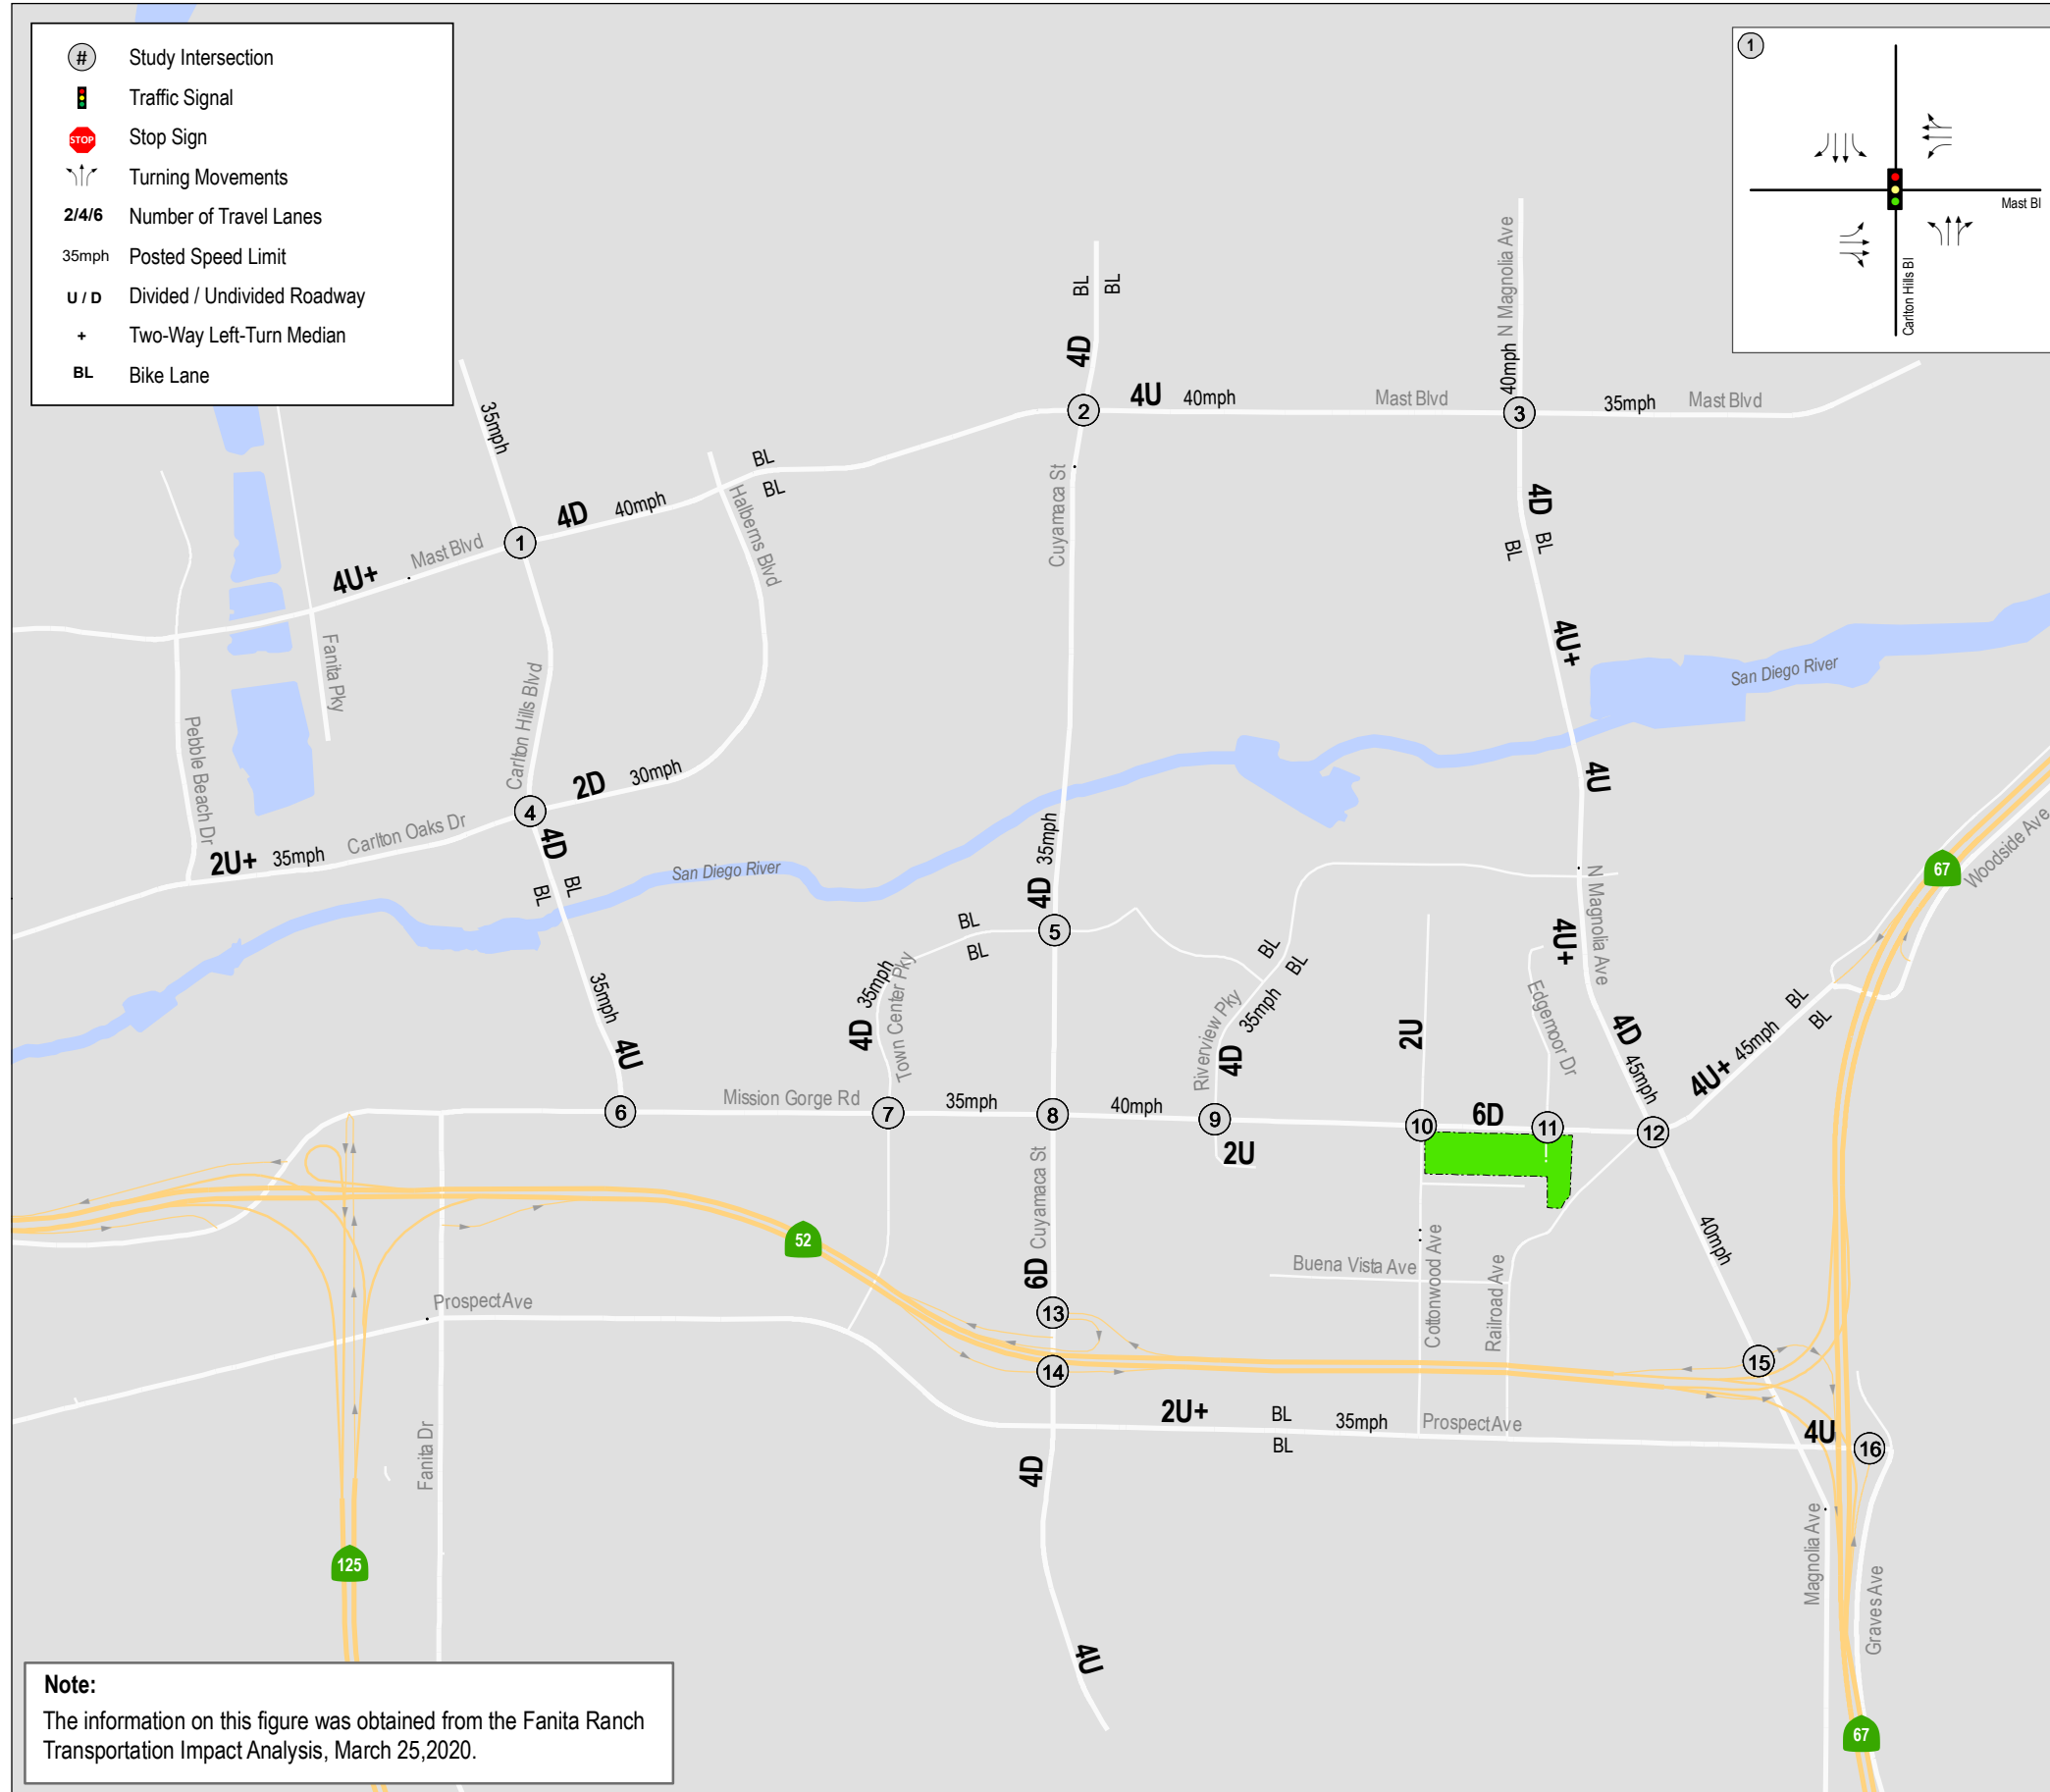 # Study Intersection
Traffic Signal
STOP Stop Sign
Turning Movements
2/4/6 Number of Travel Lanes
35mph Posted Speed Limit
U / D Divided / Undivided Roadway
+ Two-Way Left-Turn Median
BL Bike Lane
1
Mast Bl
Carlton Hills Bl
N Magnolia Ave
40mph
BL
BL
4D
2
4U
40mph
Mast Blvd
3
35mph
Mast Blvd
35mph
1
4D
40mph
BL
BL
Halberns Blvd
Mast Blvd
4U+
Cuyamaca St
4D
BL
BL
4U+
Fanita Pky
Pebble Beach Dr
Carlton Hills Blvd
San Diego River
4U
4
2D
30mph
Carlton Oaks Dr
2U+
35mph
4D
BL
BL
San Diego River
35mph
4D
5
BL
BL
35mph
4D
Town Center Pky
BL
BL
Riverview Pky
35mph
4D
2U
Edgemoor Dr
4U+
N Magnolia Ave
4D
45mph
4U+
45mph
BL
BL
67
Woodside Ave
35mph
4U
6
Mission Gorge Rd
7
35mph
8
40mph
9
2U
10
6D
11
12
40mph
52
Cuyamaca St
6D
13
14
Buena Vista Ave
Cottonwood Ave
Railroad Ave
15
Prospect Ave
Fanita Dr
4D
2U+
BL
BL
35mph
Prospect Ave
4U
16
125
Magnolia Ave
Graves Ave
4U
67
Note:
The information on this figure was obtained from the Fanita Ranch
Transportation Impact Analysis, March 25,2020.